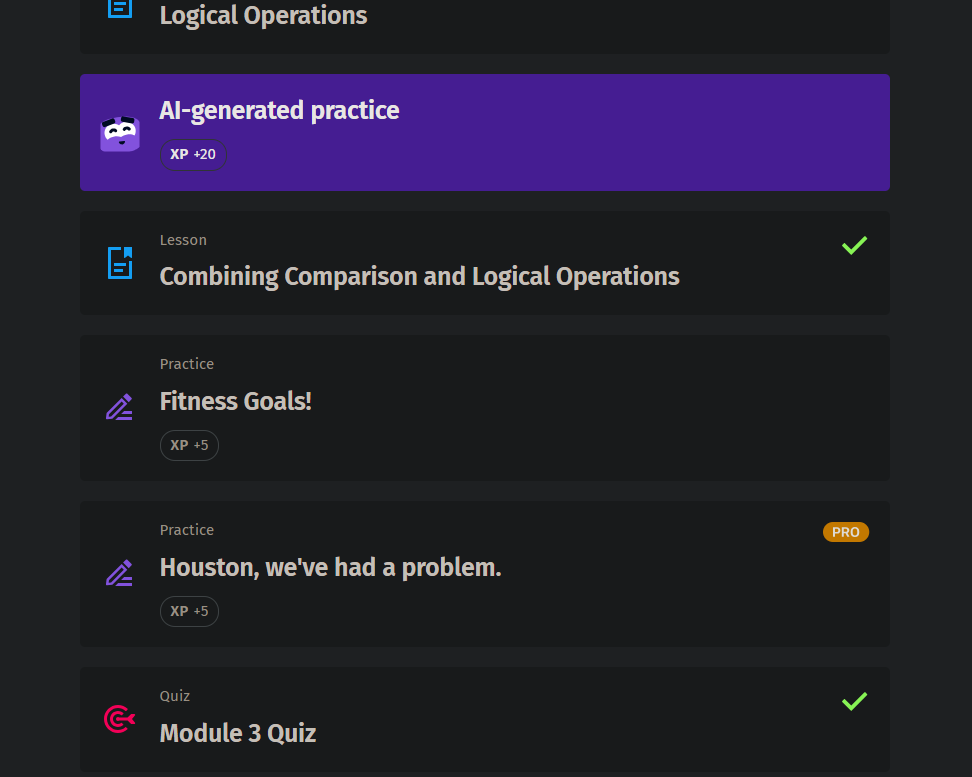 Logical Operations
AI-generated practice
XP +20
Lesson
Combining Comparison and Logical Operations
Practice
Fitness Goals!
XP +5
Practice
PRO
Houston, we've had a problem.
XP +5
Quiz
Module 3 Quiz